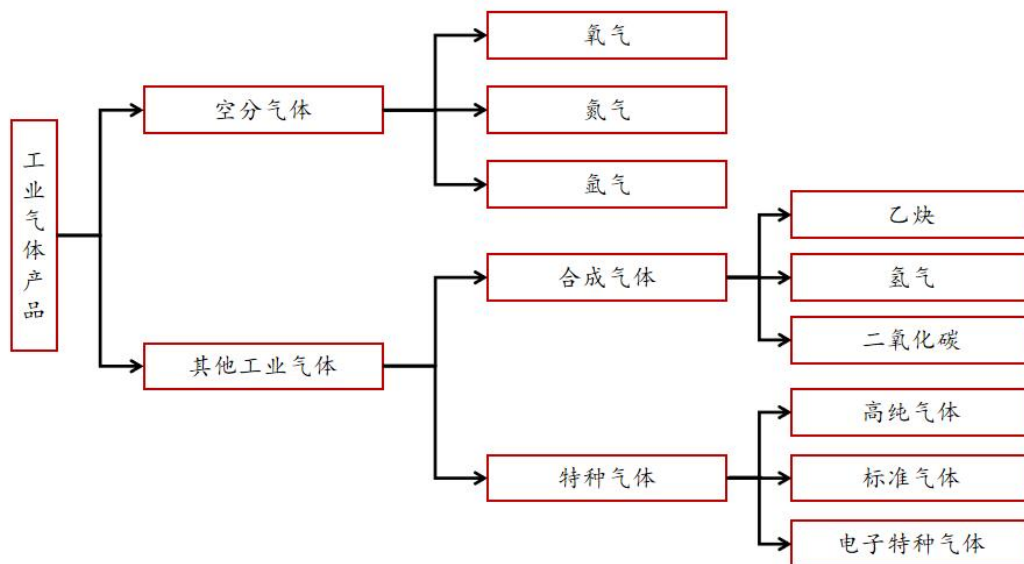 工业气体产品
空分气体
氧气
氮气
氩气
其他工业气体
合成气体
乙炔
氢气
二氧化碳
特种气体
高纯气体
标准气体
电子特种气体